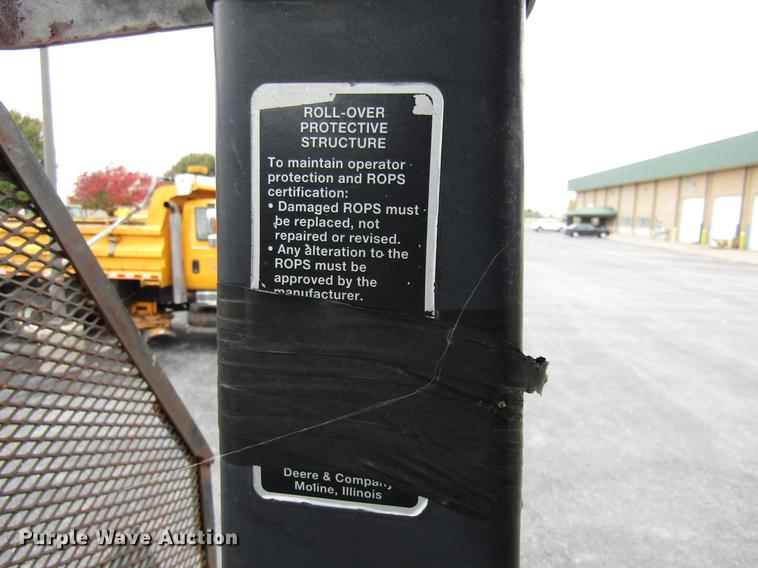 ROLL-OVER
PROTECTIVE
STRUCTURE
To maintain operator
protection and ROPS
certification:
• Damaged ROPS must
be replaced, not
repaired or revised.
• Any alteration to the
ROPS must be
approved by the
manufacturer.
Deere & Company
Moline, Illinois
Purple Wave Auction